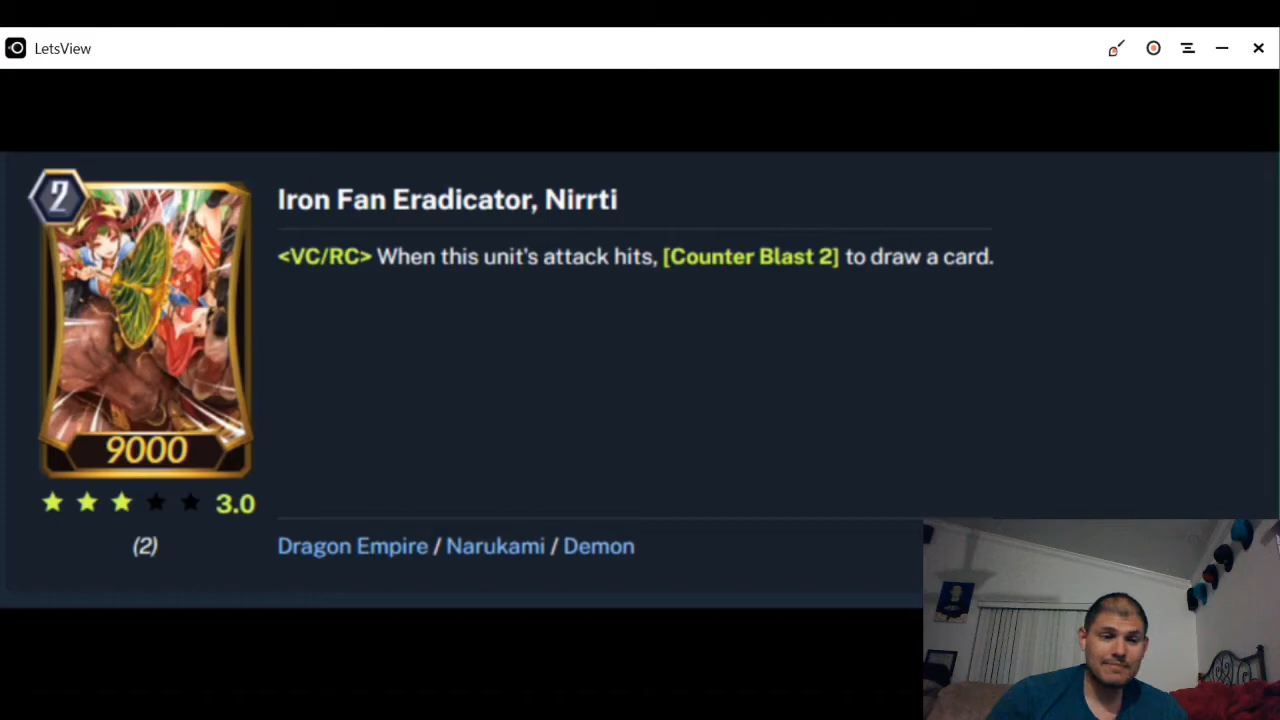 LetsView
2
Iron Fan Eradicator, Nirrti
<VC/RC> When this unit's attack hits, [Counter Blast 2] to draw a card.
9000
3.0
(2)
Dragon Empire / Narukami / Demon